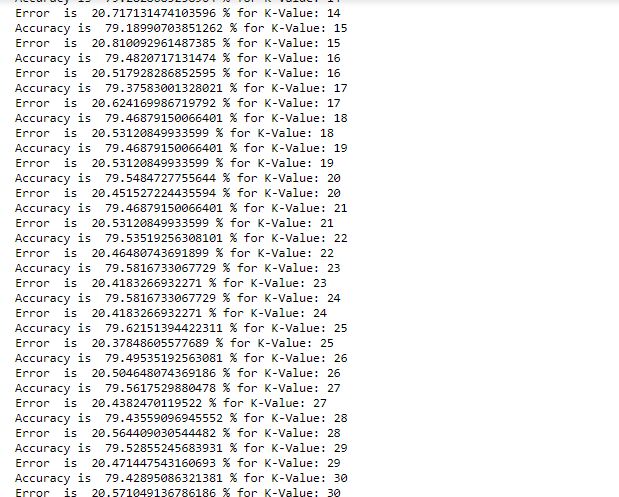 Error is 20.717131474103596 % for K-Value: 14
Accuracy is 79.18990703851262 % for K-Value: 15
Error is 20.810092961487385 % for K-Value: 15
Accuracy is 79.4820717131474 % for K-Value: 16
Error is 20.517928286852595 % for K-Value: 16
Accuracy is 79.37583001328021 % for K-Value: 17
Error is 20.624169986719792 % for K-Value: 17
Accuracy is 79.46879150066401 % for K-Value: 18
Error is 20.53120849933599 % for K-Value: 18
Accuracy is 79.46879150066401 % for K-Value: 19
Error is 20.53120849933599 % for K-Value: 19
Accuracy is 79.5484727755644 % for K-Value: 20
Error is 20.451527224435594 % for K-Value: 20
Accuracy is 79.46879150066401 % for K-Value: 21
Error is 20.53120849933599 % for K-Value: 21
Accuracy is 79.53519256308101 % for K-Value: 22
Error is 20.46480743691899 % for K-Value: 22
Accuracy is 79.5816733067729 % for K-Value: 23
Error is 20.4183266932271 % for K-Value: 23
Accuracy is 79.5816733067729 % for K-Value: 24
Error is 20.4183266932271 % for K-Value: 24
Accuracy is 79.62151394422311 % for K-Value: 25
Error is 20.37848605577689 % for K-Value: 25
Accuracy is 79.49535192563081 % for K-Value: 26
Error is 20.504648074369186 % for K-Value: 26
Accuracy is 79.5617529880478 % for K-Value: 27
Error is 20.4382470119522 % for K-Value: 27
Accuracy is 79.43559096945552 % for K-Value: 28
Error is 20.564409030544482 % for K-Value: 28
Accuracy is 79.52855245683931 % for K-Value: 29
Error is 20.471447543160693 % for K-Value: 29
Accuracy is 79.42895086321381 % for K-Value: 30
Error is 20.571049136786186 % for K-Value: 30